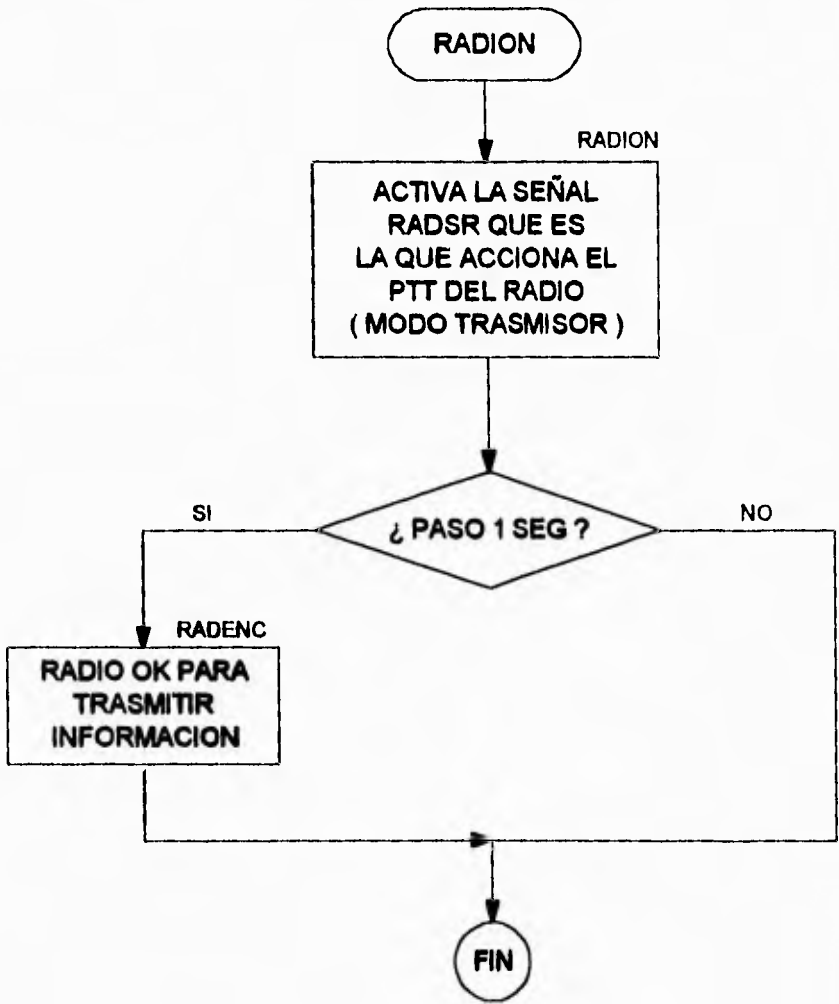 RADION
RADION
ACTIVA LA SEÑAL
RADSR QUE ES
LA QUE ACCIONA EL
PTT DEL RADIO
( MODO TRASMISOR )
¿ PASO 1 SEG ?
SI
NO
RADENC
RADIO OK PARA
TRASMITIR
INFORMACION
FIN